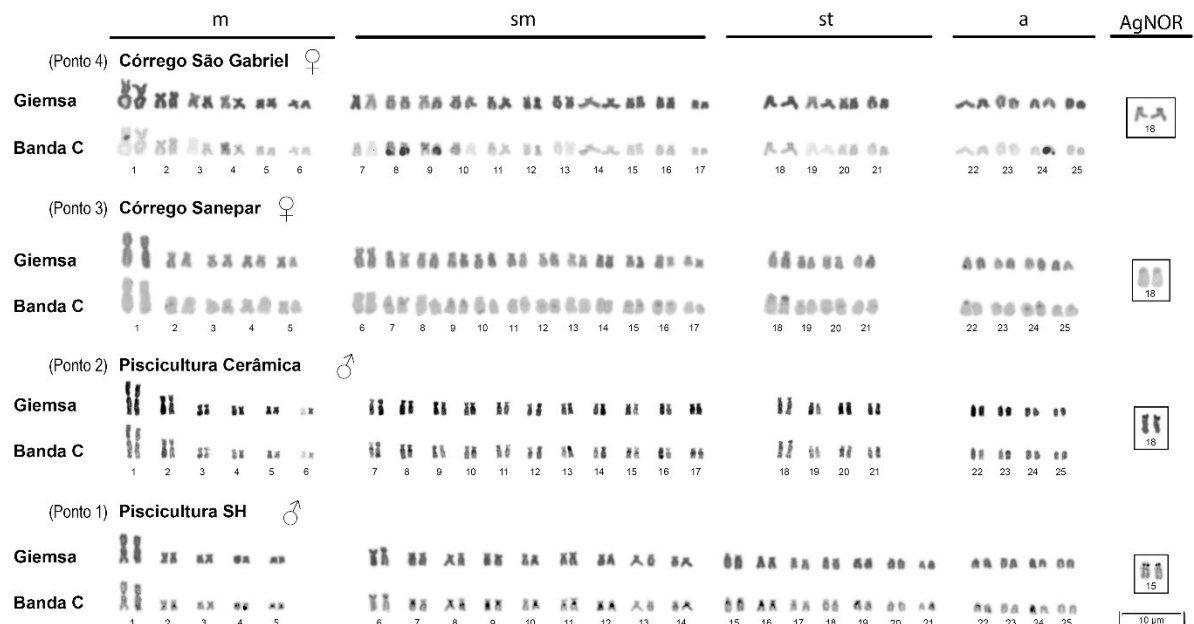 m sm st a AgNOR
(Ponto 4) Córrego São Gabriel ♀
Giemsa
18
Banda C
1 2 3 4 5 6 7 8 9 10 11 12 13 14 15 16 17 18 19 20 21 22 23 24 25
(Ponto 3) Córrego Sanepar ♀
Giemsa
18
Banda C
1 2 3 4 5 6 7 8 9 10 11 12 13 14 15 16 17 18 19 20 21 22 23 24 25
(Ponto 2) Piscicultura Cerâmica ♂
Giemsa
18
Banda C
1 2 3 4 5 6 7 8 9 10 11 12 13 14 15 16 17 18 19 20 21 22 23 24 25
(Ponto 1) Piscicultura SH ♂
Giemsa
15
Banda C
1 2 3 4 5 6 7 8 9 10 11 12 13 14 15 16 17 18 19 20 21 22 23 24 25
10 µm